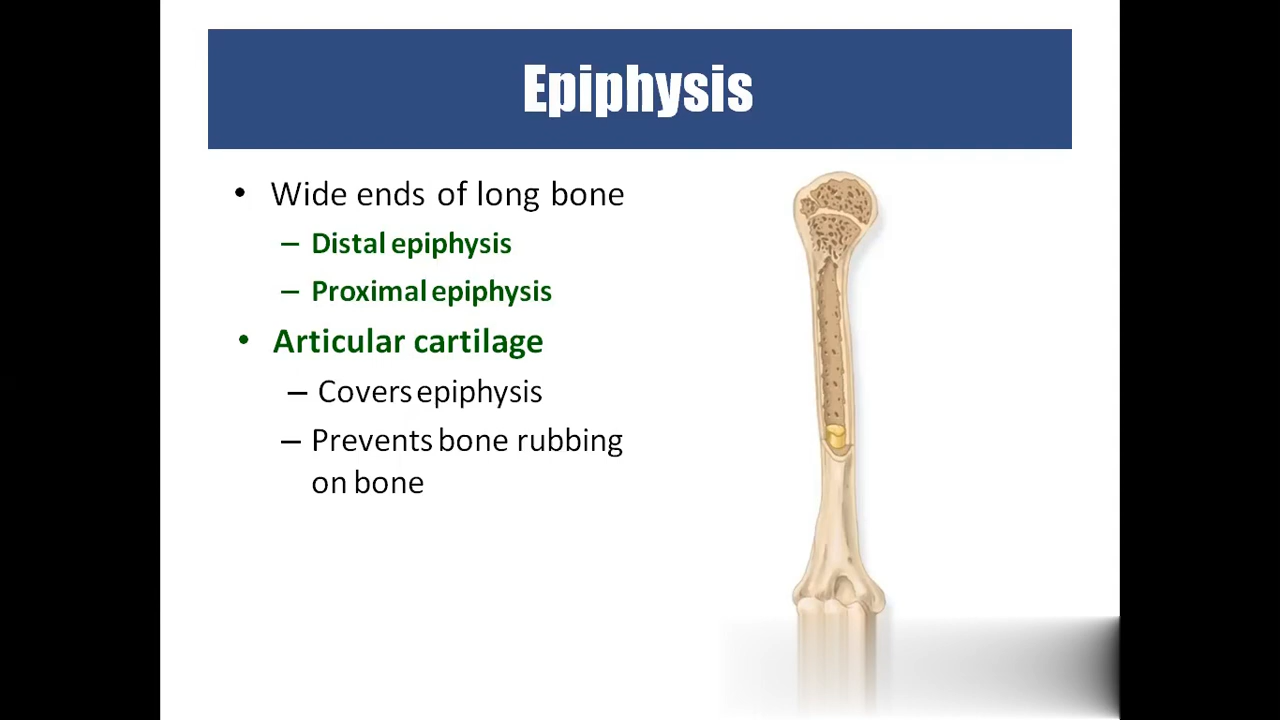 Epiphysis
• Wide ends of long bone
– Distal epiphysis
– Proximal epiphysis
• Articular cartilage
– Covers epiphysis
– Prevents bone rubbing
on bone